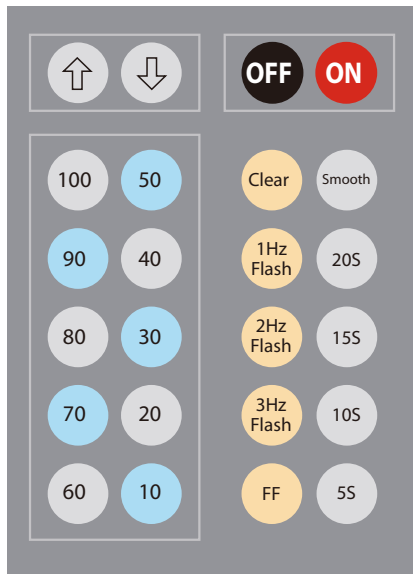 OFF ON
100 50 Clear Smooth
90 40 1Hz
Flash 20S
80 30 2Hz
Flash 15S
70 20 3Hz
Flash 10S
60 10 FF 5S